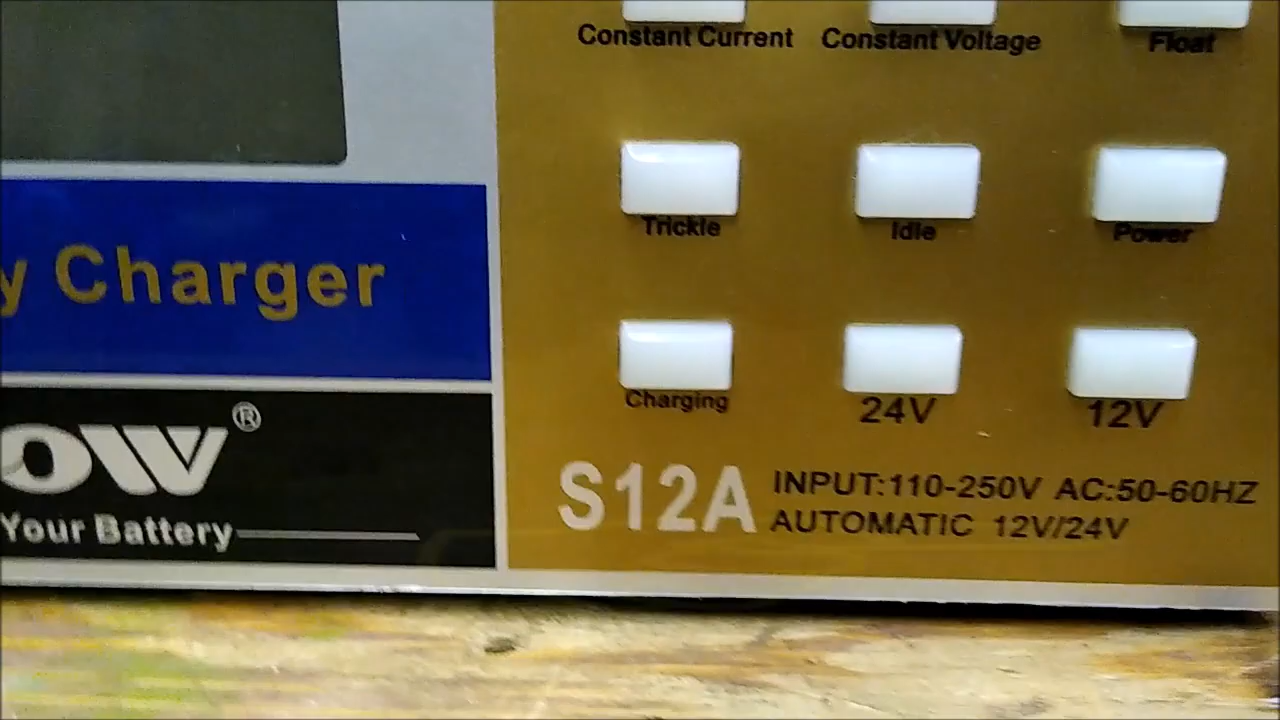 Constant Current Constant Voltage Float
Trickle Idle Power
y Charger
Charging 24V 12V
OW®
Your Battery
S12A INPUT:110-250V AC:50-60HZ
AUTOMATIC 12V/24V